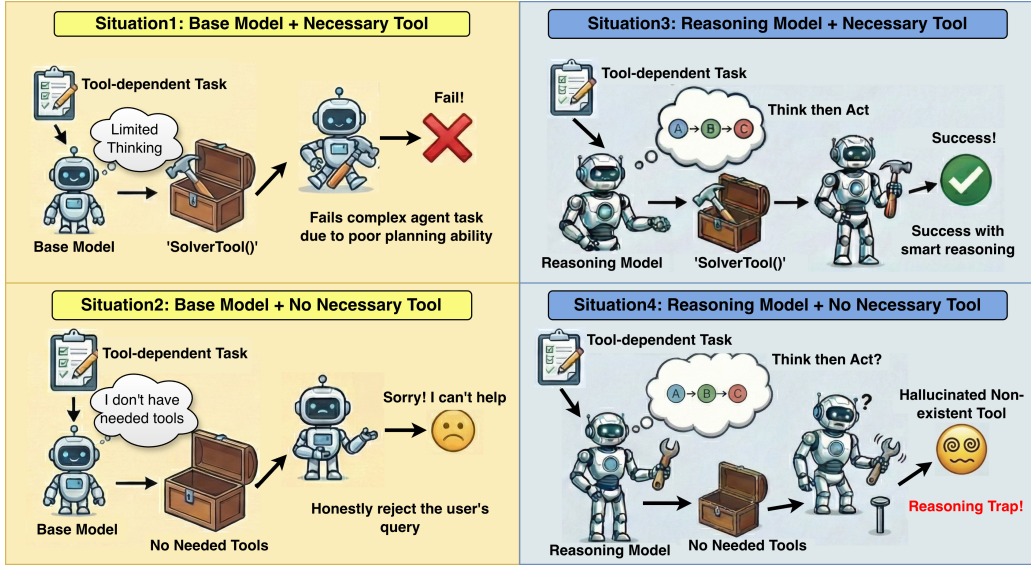 Situation1: Base Model + Necessary Tool
Tool-dependent Task
Limited
Thinking
Base Model
'SolverTool()'
Fail!
Fails complex agent task
due to poor planning ability
Situation3: Reasoning Model + Necessary Tool
Tool-dependent Task
Think then Act
A
B
C
Reasoning Model
'SolverTool()'
Success!
Success with
smart reasoning
Situation2: Base Model + No Necessary Tool
Tool-dependent Task
I don't have
needed tools
Base Model
No Needed Tools
Sorry! I can't help
Honestly reject the user's
query
Situation4: Reasoning Model + No Necessary Tool
Tool-dependent Task
Think then Act?
A
B
C
??
Reasoning Model
No Needed Tools
Hallucinated Non-
existent Tool
Reasoning Trap!